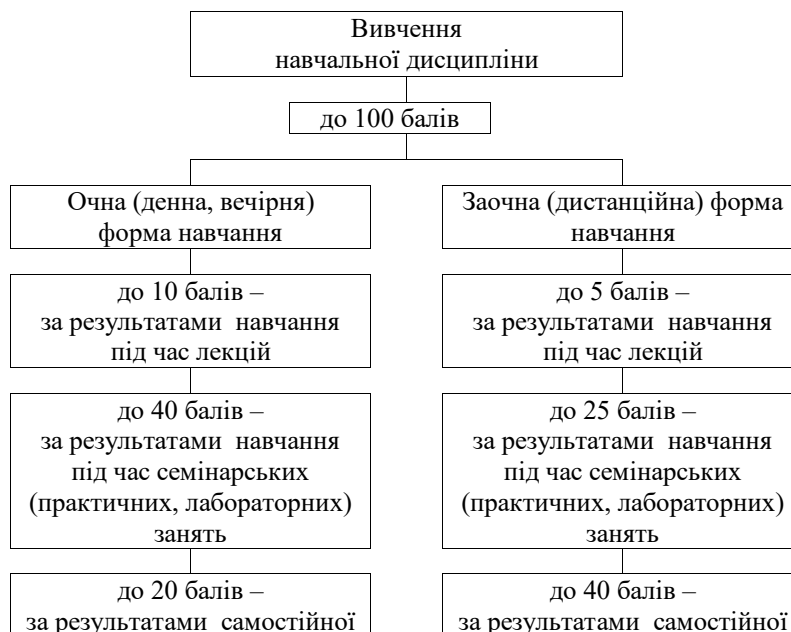 Вивчення
навчальної дисципліни
до 100 балів
Очна (денна, вечірня)
форма навчання
до 10 балів –
за результатами навчання
під час лекцій
до 40 балів –
за результатами навчання
під час семінарських
(практичних, лабораторних)
занять
до 20 балів –
за результатами самостійної
Заочна (дистанційна) форма
навчання
до 5 балів –
за результатами навчання
під час лекцій
до 25 балів –
за результатами навчання
під час семінарських
(практичних, лабораторних)
занять
до 40 балів –
за результатами самостійної